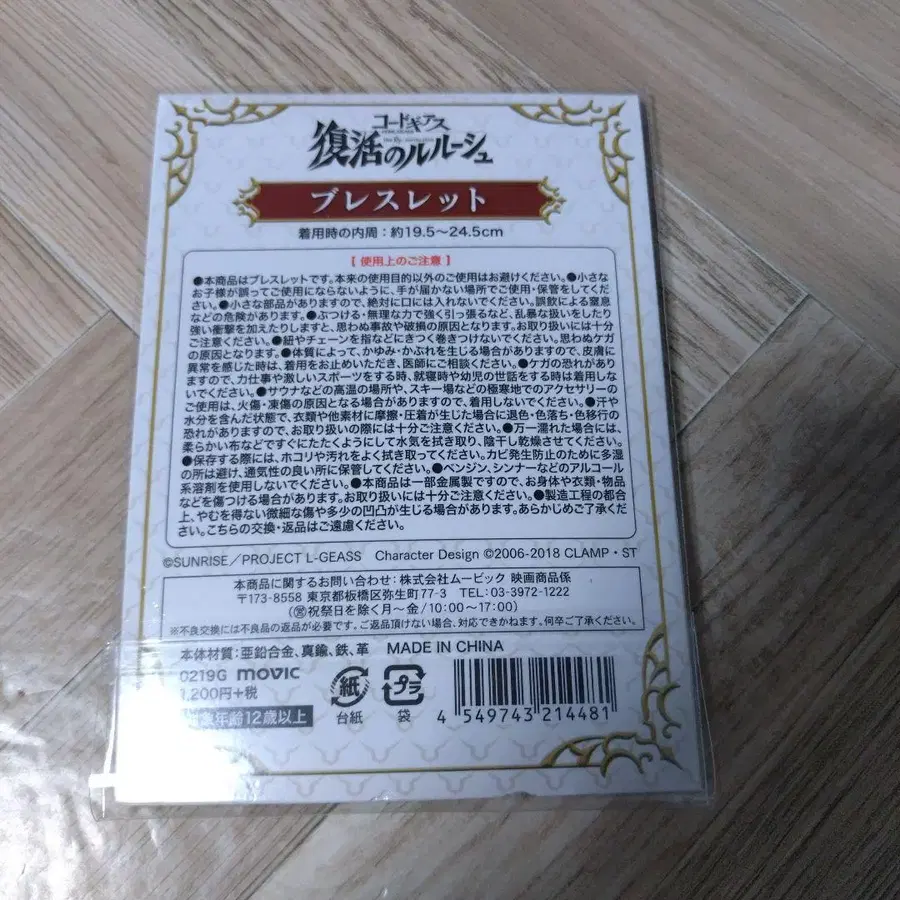 コードギアス
復活のルルーシュ
ブレスレット
着用時の内周：約19.5〜24.5cm
【 使用上のご注意 】
●本商品はブレスレットです。本来の使用目的以外のご使用はお避けください。●小さな
お子様が誤ってご使用にならないように、手が届かない場所でご使用・保管をしてくだ
さい。●小さな部品がありますので、絶対に口には入れないでください。誤飲による窒息
などの危険があります。●ぶつける・無理な力で強く引っ張るなど、乱暴な扱いをしたり
強い衝撃を加えたりしますと、思わぬ事故や破損の原因となります。お取り扱いには十分
ご注意ください。●紐やチェーンを指などにきつく巻きつけないでください。思わぬケガ
の原因となります。●体質によって、かゆみ・かぶれを生じる場合がありますので、皮膚に
異常を感じた時は、着用をお止めいただき、医師にご相談ください。●ケガの恐れがあり
ますので、力仕事や激しいスポーツをする時、就寝時や幼児の世話をする時は着用しな
いでください。●サウナなどの高温の場所や、スキー場などの極寒地でのアクセサリーの
ご使用は、火傷・凍傷の原因となる場合がありますので、着用しないでください。●汗や
水分を含んだ状態で、衣類や他素材に摩擦・圧着が生じた場合に退色・色落ち・色移行の
恐れがありますので、お取り扱いの際には十分ご注意ください。●万一濡れた場合には、
柔らかい布などですぐにたたくようにして水気を拭き取り、陰干し乾燥させてください。
●保存する際には、ホコリや汚れをよく拭き取ってください。カビ発生防止のために多湿
の所は避け、通気性の良い所に保管してください。●ベンジン、シンナーなどのアルコール
系溶剤を使用しないでください。●本商品は一部金属製ですので、お身体や衣類・物品
などを傷つける場合があります。お取り扱いには十分ご注意ください。●製造工程の都合
上、やむを得ない微細な傷や多少の凹凸が生じる場合があります。あらかじめご了承くだ
さい。こちらの交換・返品はご遠慮ください。
©SUNRISE／PROJECT L-GEASS Character Design ©2006-2018 CLAMP・ST
本商品に関するお問い合わせ：株式会社ムービック 映画商品係
〒173-8558 東京都板橋区弥生町77-3 TEL：03-3972-1222
（㊡祝祭日を除く月〜金／10：00〜17：00）
※不良交換には不良品の返品が必要です。ご返品頂けない場合、対応できかねます。何卒ご了承ください。
本体材質：亜鉛合金、真鍮、鉄、革 MADE IN CHINA
0219G movic
1,200円+税
対象年齢12歳以上
紙
台紙
プラ
袋
4 549743 214481